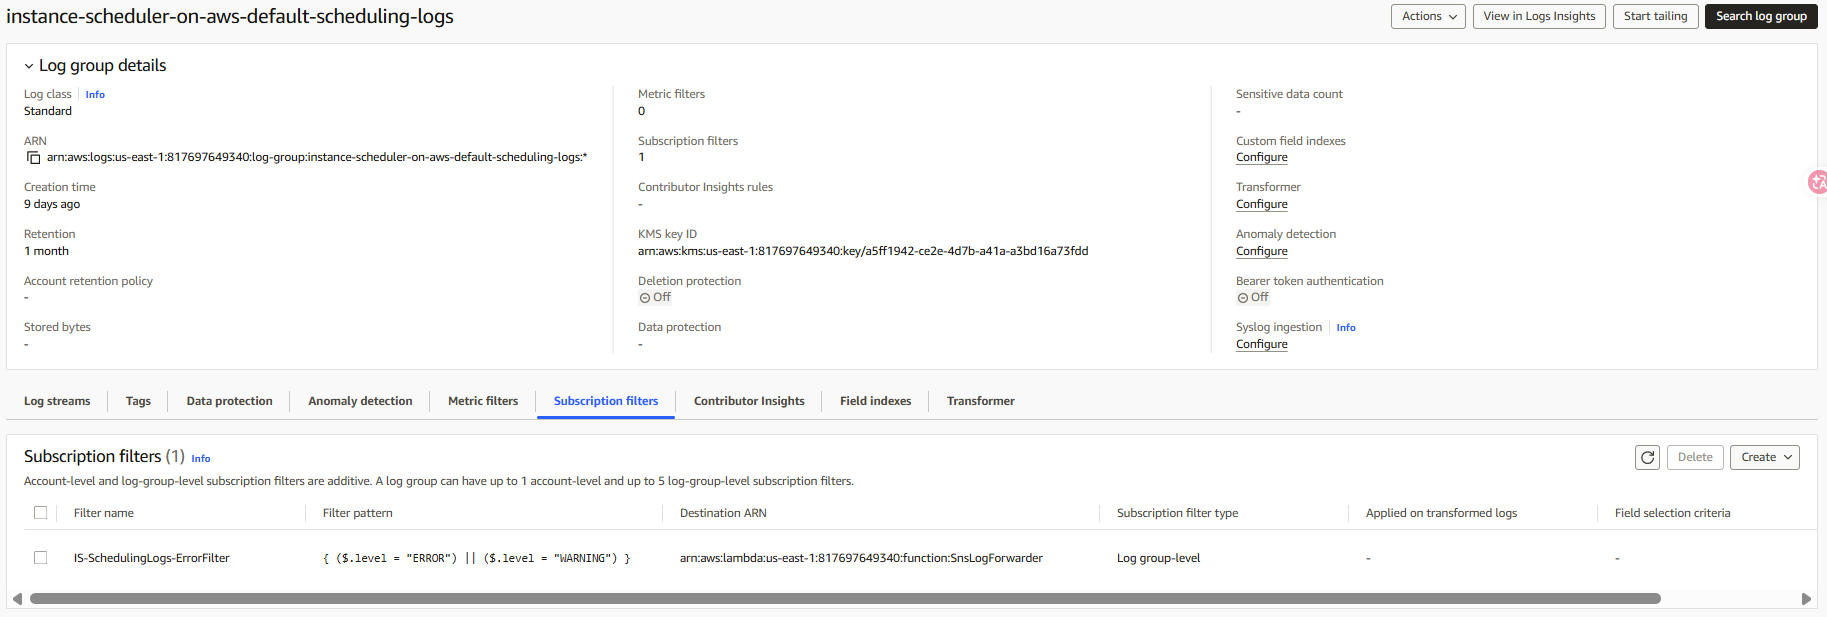 instance-scheduler-on-aws-default-scheduling-logs
Actions
View in Logs Insights
Start tailing
Search log group
Log group details
Log class
Info
Standard
ARN
arn:aws:logs:us-east-1:817697649340:log-group:instance-scheduler-on-aws-default-scheduling-logs:*
Creation time
9 days ago
Retention
1 month
Account retention policy
-
Stored bytes
-
Metric filters
0
Subscription filters
1
Contributor Insights rules
-
KMS key ID
arn:aws:kms:us-east-1:817697649340:key/a5ff1942-ce2e-4d7b-a41a-a3bd16a73fdd
Deletion protection
Off
Data protection
-
Sensitive data count
-
Custom field indexes
Configure
Transformer
Configure
Anomaly detection
Configure
Bearer token authentication
Off
Syslog ingestion
Info
Configure
Log streams
Tags
Data protection
Anomaly detection
Metric filters
Subscription filters
Contributor Insights
Field indexes
Transformer
Subscription filters (1)
Info
Delete
Create
Account-level and log-group-level subscription filters are additive. A log group can have up to 1 account-level and up to 5 log-group-level subscription filters.
Filter name
Filter pattern
Destination ARN
Subscription filter type
Applied on transformed logs
Field selection criteria
IS-SchedulingLogs-ErrorFilter
{ ($.level = "ERROR") || ($.level = "WARNING") }
arn:aws:lambda:us-east-1:817697649340:function:SnsLogForwarder
Log group-level
-
-